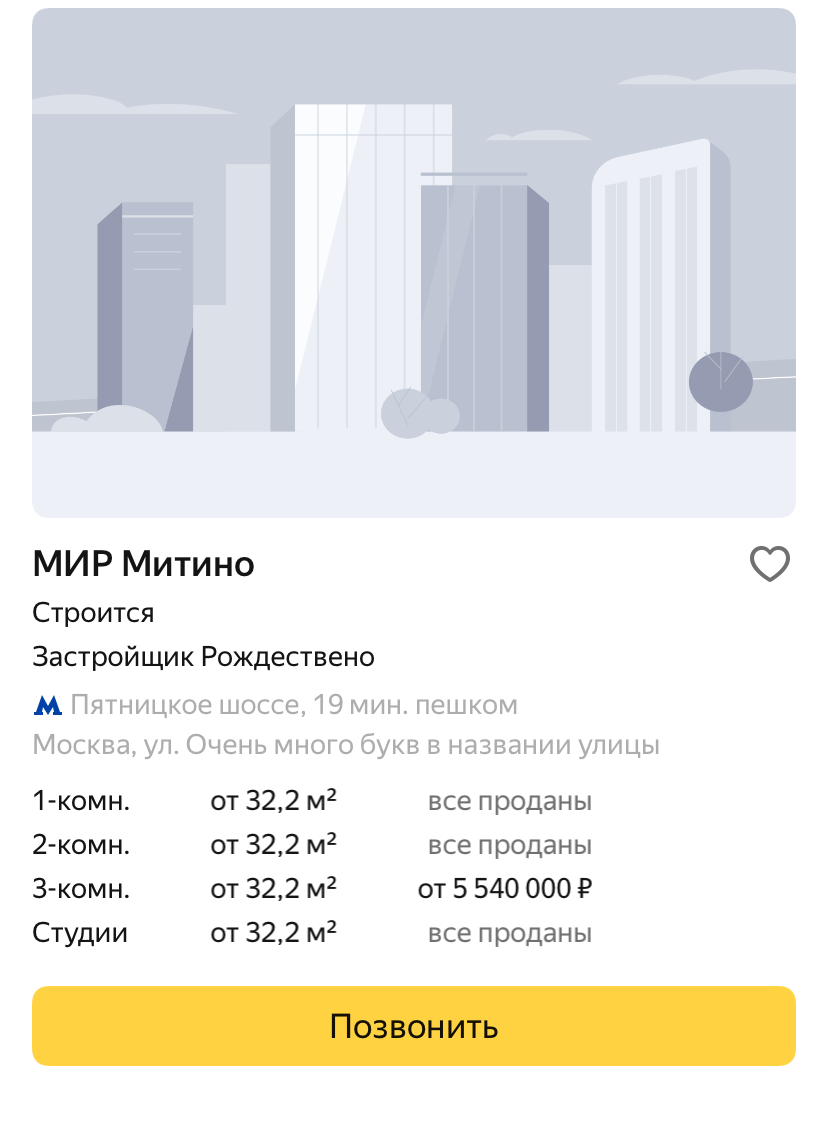 МИР Митино
Строится
Застройщик Рождествено
Пятницкое шоссе, 19 мин. пешком
Москва, ул. Очень много букв в названии улицы
1-комн. от 32,2 м² все проданы
2-комн. от 32,2 м² все проданы
3-комн. от 32,2 м² от 5 540 000 ₽
Студии от 32,2 м² все проданы
Позвонить